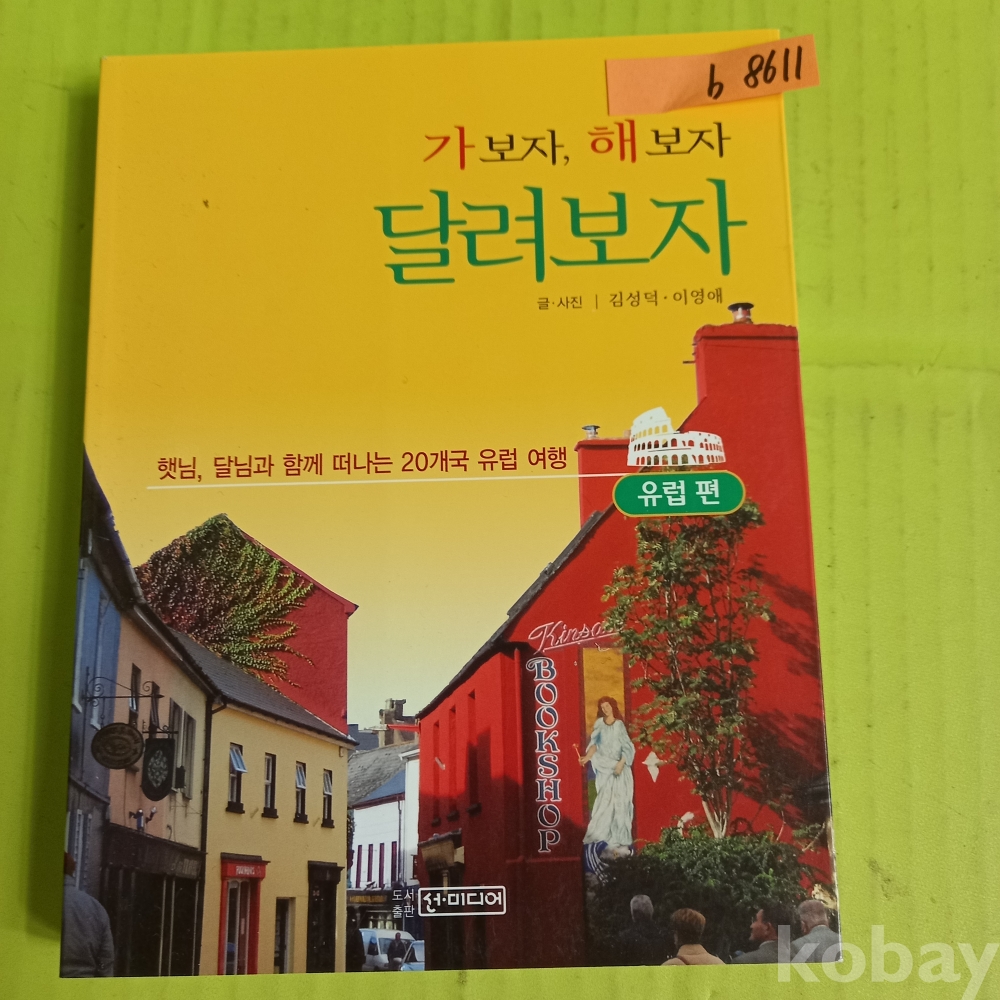 b 8611
가 보자, 해 보자
달려보자
글·사진 | 김성덕·이영애
햇님, 달님과 함께 떠나는 20개국 유럽 여행
유럽 편
BOOKSHOP
도서
출판
선·미디어
kobay